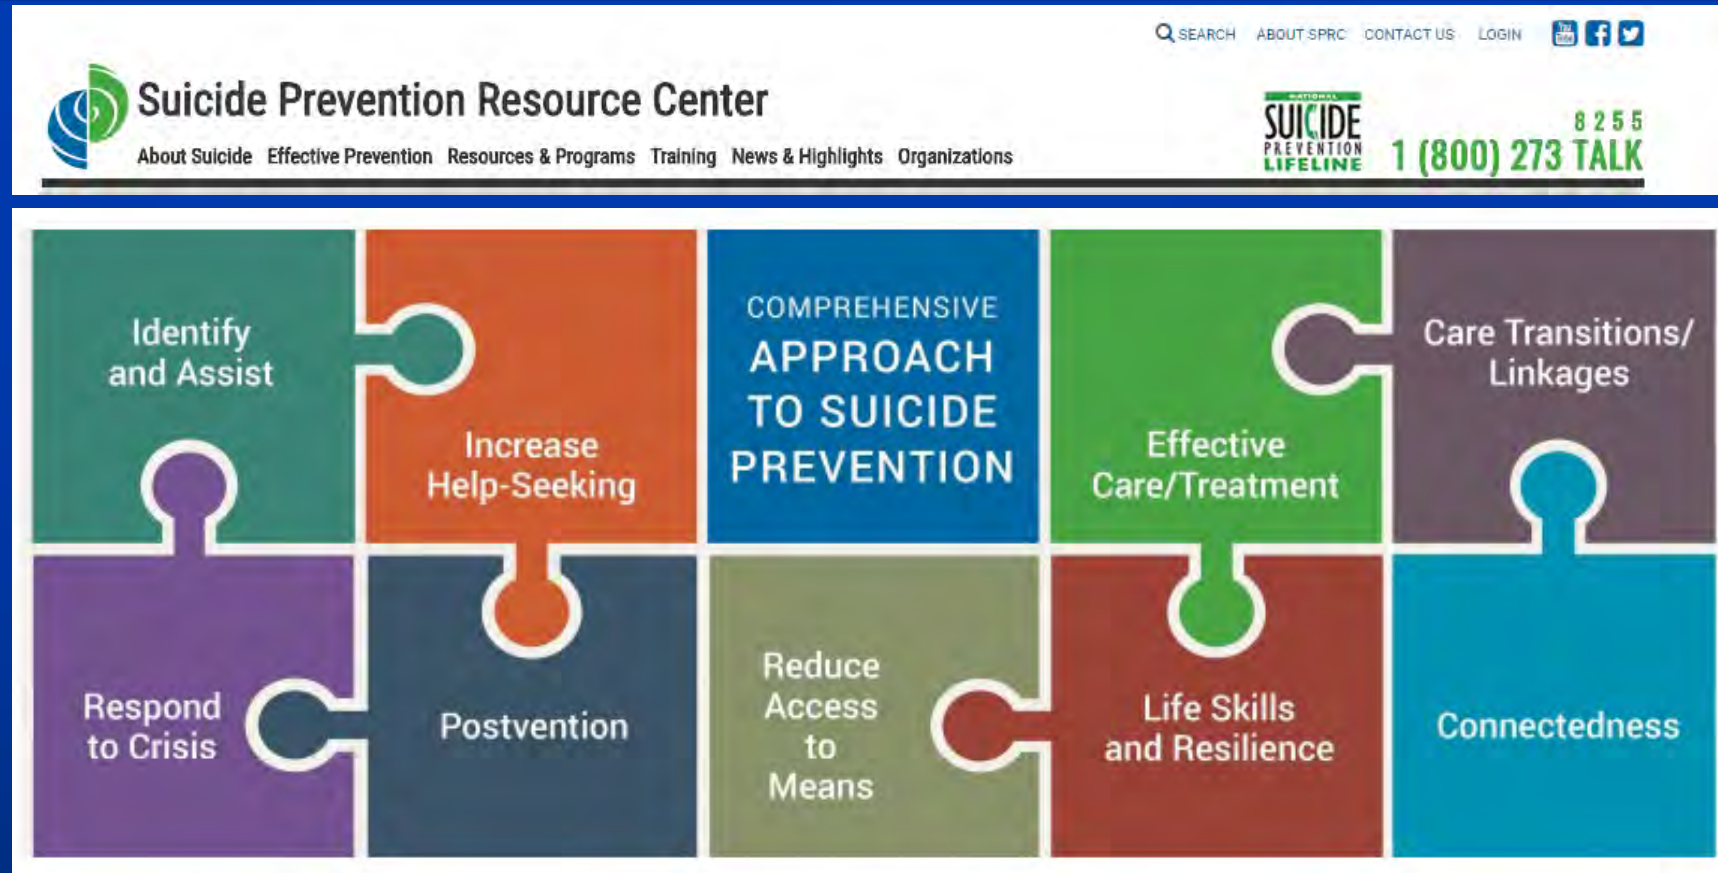 SEARCH ABOUT SPRC CONTACT US LOGIN You Tube
Suicide Prevention Resource Center
About Suicide Effective Prevention Resources & Programs Training News & Highlights Organizations
NATIONAL
SUICIDE
PREVENTION
LIFELINE
8255
1 (800) 273 TALK
Identify
and Assist
Increase
Help-Seeking
COMPREHENSIVE
APPROACH
TO SUICIDE
PREVENTION
Effective
Care/Treatment
Care Transitions/
Linkages
Respond
to Crisis
Postvention
Reduce
Access
to
Means
Life Skills
and Resilience
Connectedness